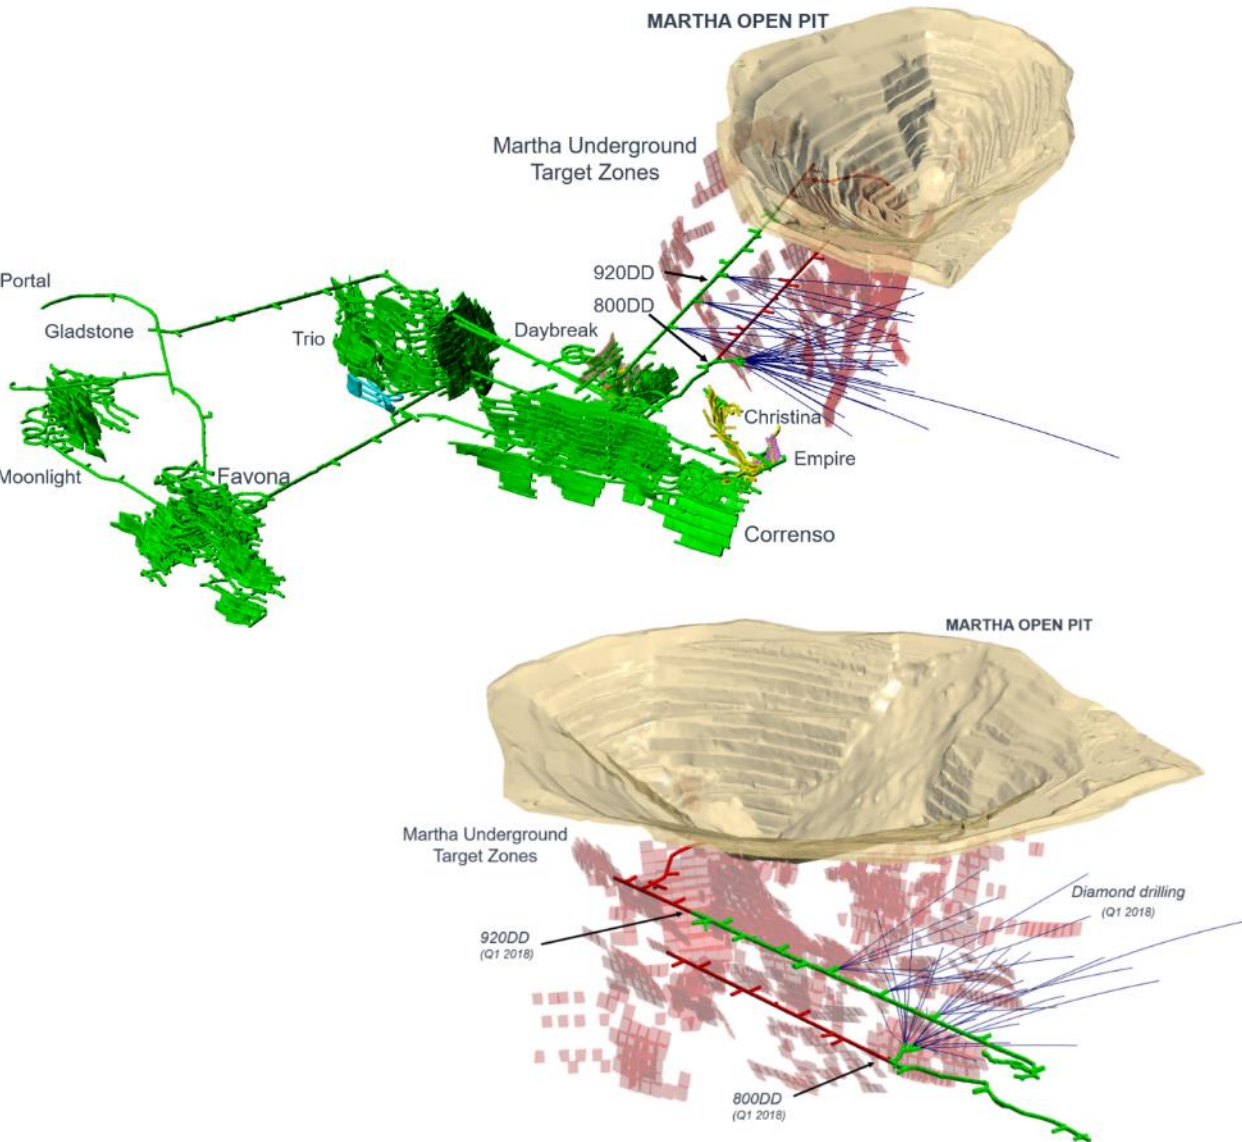 MARTHA OPEN PIT
Martha Underground
Target Zones
920DD
800DD
Portal
Gladstone
Trio
Daybreak
Christina
Empire
Moonlight
Favona
Correnso
MARTHA OPEN PIT
Martha Underground
Target Zones
Diamond drilling
(Q1 2018)
920DD
(Q1 2018)
800DD
(Q1 2018)